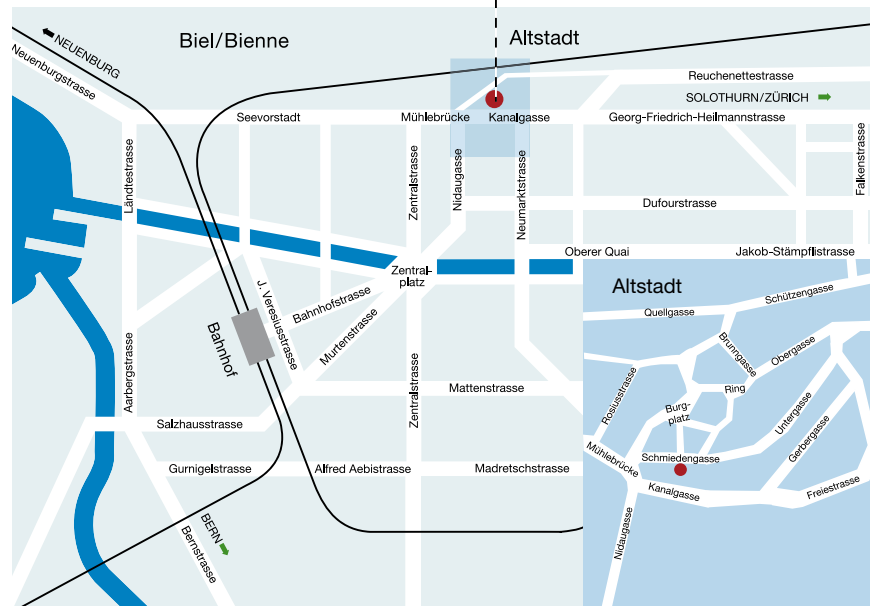 Biel/Bienne
Altstadt
NEUENBURG
Neuenburgstrasse
Reuchenettestrasse
SOLOTHURN/ZÜRICH
Seevorstadt
Mühlebrücke
Kanalgasse
Georg-Friedrich-Heilmannstrasse
Ländtestrasse
Zentralstrasse
Nidaugasse
Neumarktstrasse
Falkenstrasse
Dufourstrasse
Oberer Quai
Jakob-Stämpflistrasse
Zentral-
platz
J. Veresiusstrasse
Bahnhofstrasse
Murtenstrasse
Bahnhof
Aarbergstrasse
Zentralstrasse
Mattenstrasse
Salzhausstrasse
Gurnigelstrasse
Alfred Aebistrasse
Madretschstrasse
BERN
Bernstrasse
Altstadt
Schützengasse
Quellgasse
Brunngasse
Obergasse
Rosiusstrasse
Ring
Burg-
platz
Untergasse
Gerbergasse
Mühlebrücke
Schmiedengasse
Kanalgasse
Freiestrasse
Nidaugasse